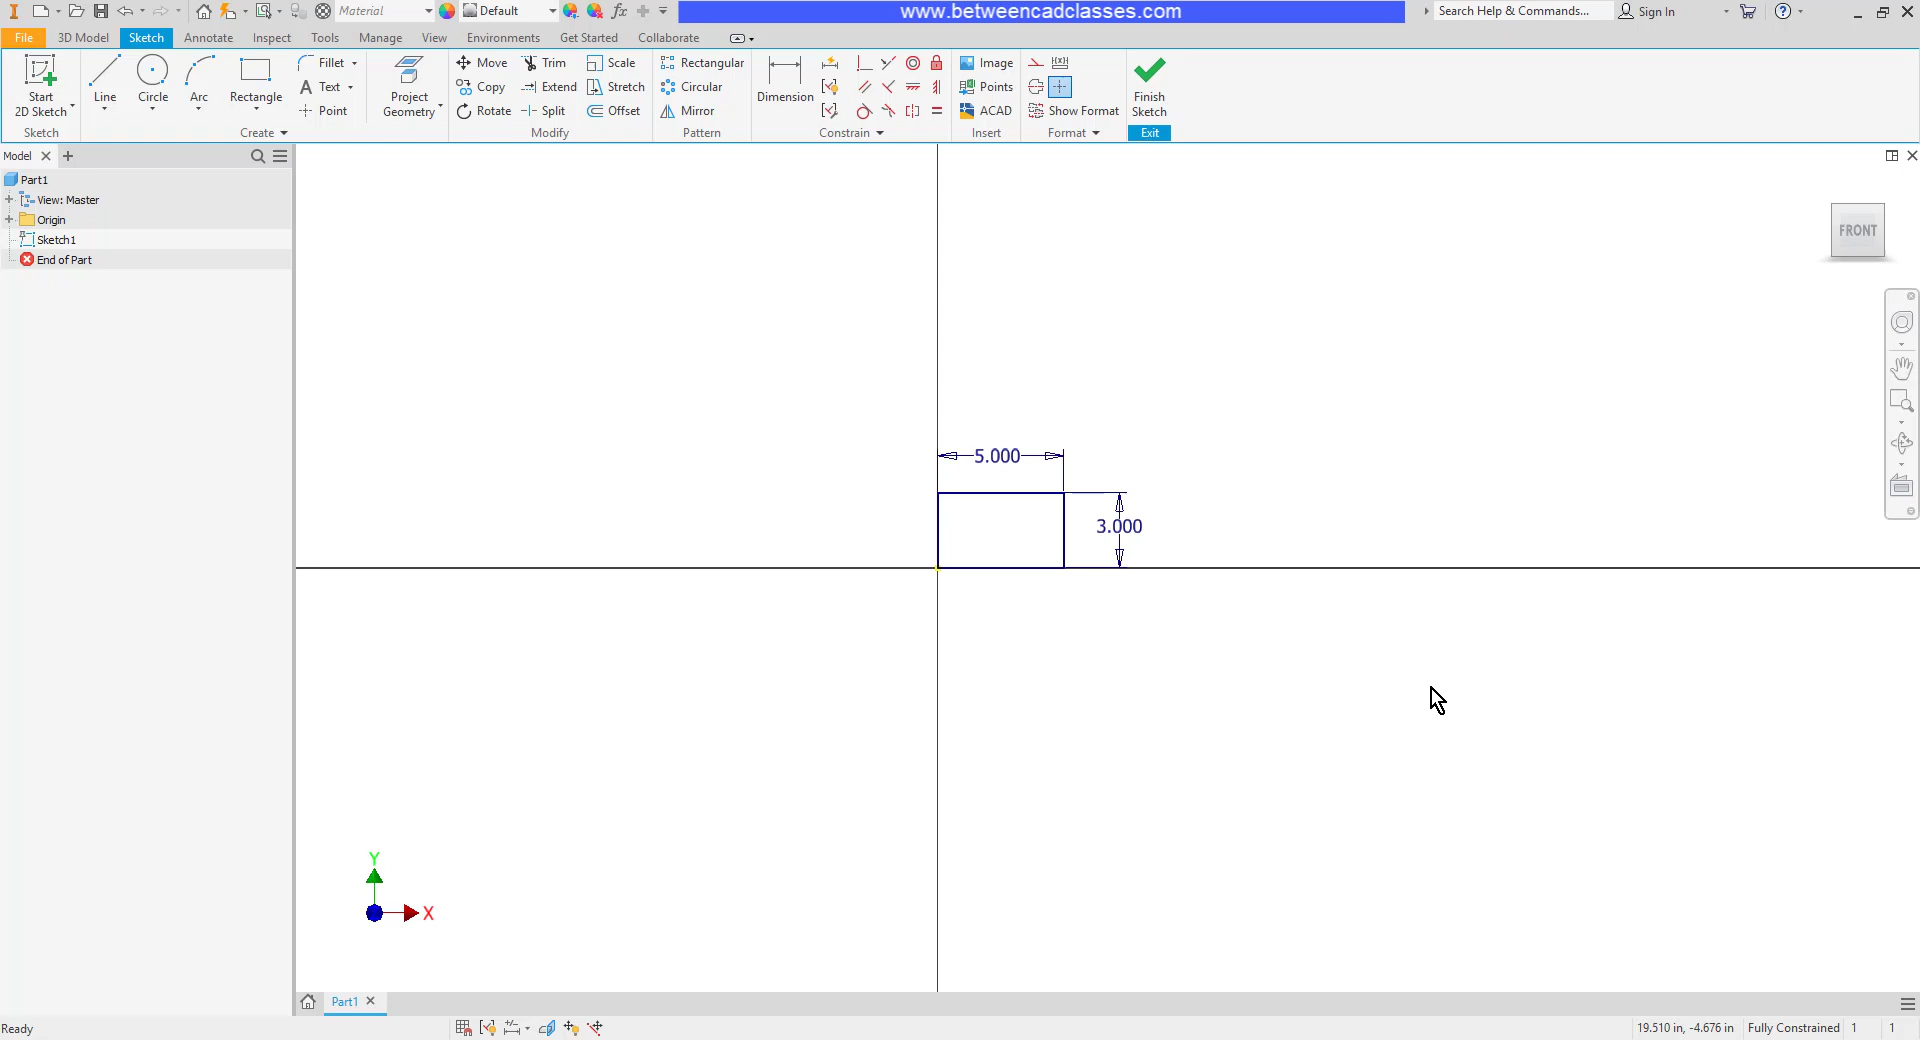 Material Default www.betweencadclasses.com Search Help & Commands... Sign In
File 3D Model Sketch Annotate Inspect Tools Manage View Environments Get Started Collaborate
Start
2D Sketch
Line
Circle
Arc
Rectangle
Fillet
Text
Point
Project
Geometry
Move Trim Scale
Copy Extend Stretch
Rotate Split Offset
Rectangular
Circular
Mirror
Dimension
Image
Points
ACAD
Show Format
Finish
Sketch
Sketch Create Modify Pattern Constrain Insert Format Exit
Model
Part1
View: Master
Origin
Sketch1
End of Part
FRONT
5.000
3.000
Y
X
Part1
Ready 19.510 in, -4.676 in Fully Constrained 1 1